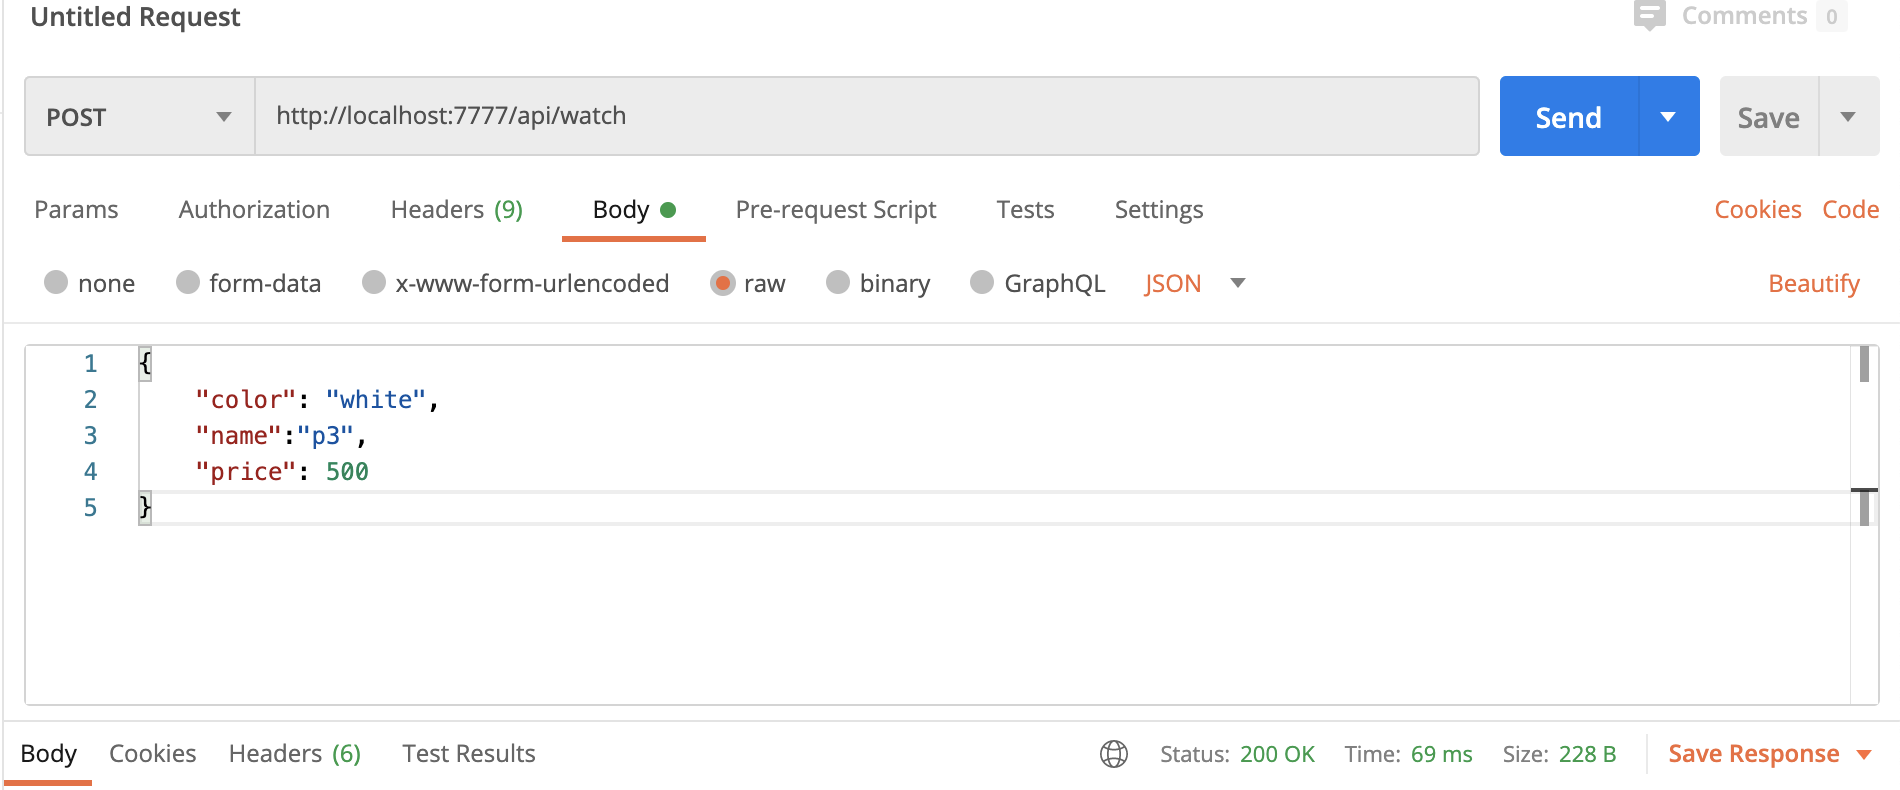 Untitled Request
Comments 0
POST http://localhost:7777/api/watch Send Save
Params Authorization Headers (9) Body Pre-request Script Tests Settings Cookies Code
none form-data x-www-form-urlencoded raw binary GraphQL JSON Beautify
1 {
2 "color": "white",
3 "name":"p3",
4 "price": 500
5 }
Body Cookies Headers (6) Test Results Status: 200 OK Time: 69 ms Size: 228 B Save Response